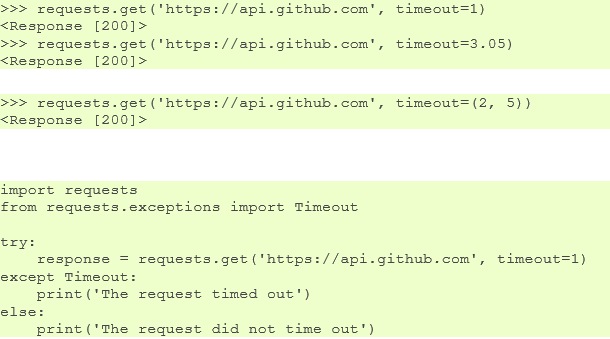 >>> requests.get('https://api.github.com', timeout=1)
<Response [200]>
>>> requests.get('https://api.github.com', timeout=3.05)
<Response [200]>
>>> requests.get('https://api.github.com', timeout=(2, 5))
<Response [200]>
import requests
from requests.exceptions import Timeout
try:
    response = requests.get('https://api.github.com', timeout=1)
except Timeout:
    print('The request timed out')
else:
    print('The request did not time out')